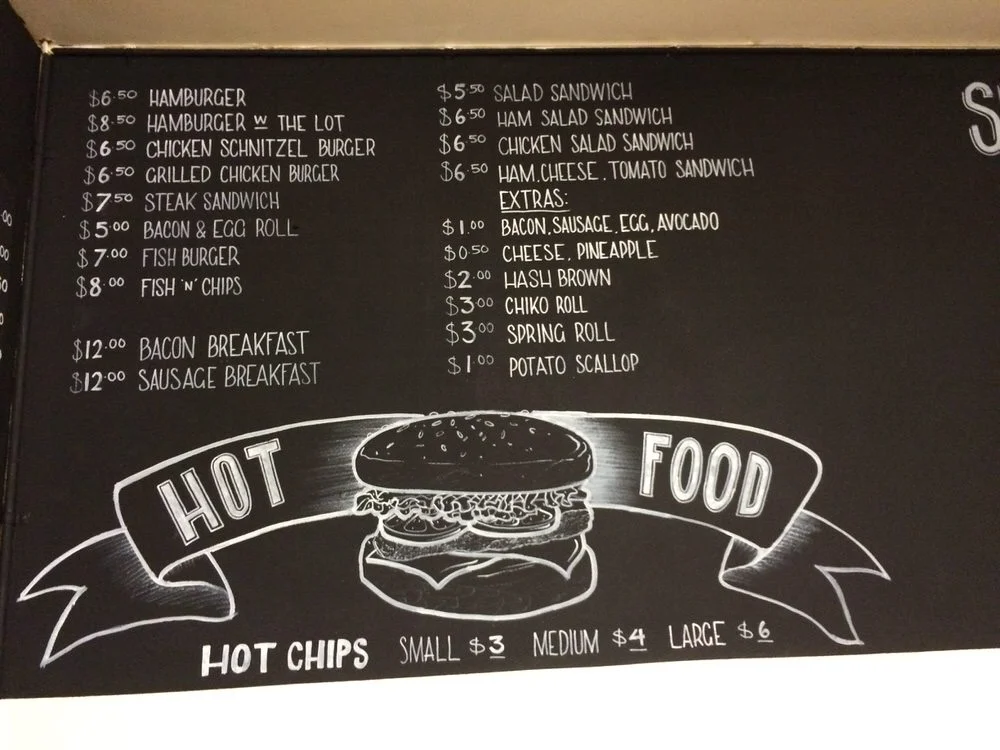 $6.50 HAMBURGER
$8.50 HAMBURGER W THE LOT
$6.50 CHICKEN SCHNITZEL BURGER
$6.50 GRILLED CHICKEN BURGER
$7.50 STEAK SANDWICH
$5.00 BACON & EGG ROLL
$7.00 FISH BURGER
$8.00 FISH 'N' CHIPS
$12.00 BACON BREAKFAST
$12.00 SAUSAGE BREAKFAST
$5.50 SALAD SANDWICH
$6.50 HAM SALAD SANDWICH
$6.50 CHICKEN SALAD SANDWICH
$6.50 HAM, CHEESE, TOMATO SANDWICH
EXTRAS:
$1.00 BACON, SAUSAGE, EGG, AVOCADO
$0.50 CHEESE, PINEAPPLE
$2.00 HASH BROWN
$3.00 CHIKO ROLL
$3.00 SPRING ROLL
$1.00 POTATO SCALLOP
HOT FOOD
HOT CHIPS SMALL $3 MEDIUM $4 LARGE $6